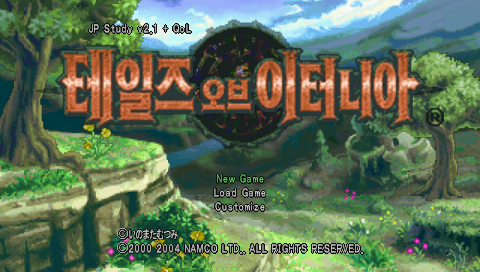 JP Study v2.1 + QoL
테일즈 오브 이터니아®
New Game
Load Game
Customize
©いのまたむつみ
©2000 2004 NAMCO LTD., ALL RIGHTS RESERVED.